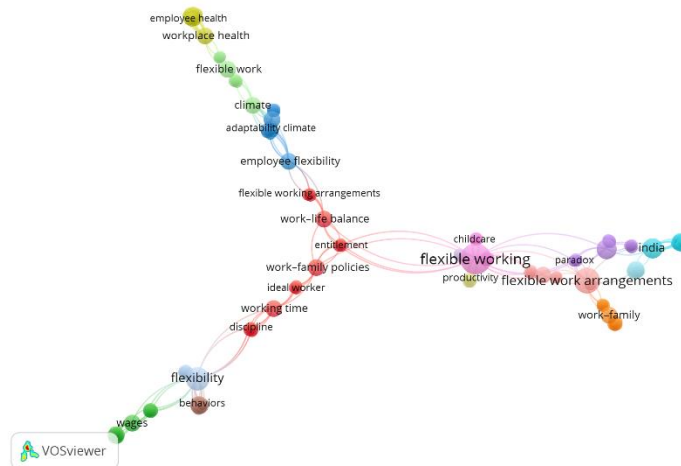 employee health
workplace health
flexible work
climate
adaptability climate
employee flexibility
flexible working arrangements
work–life balance
entitlement
childcare
flexible working
india
paradox
work–family policies
productivity
flexible work arrangements
ideal worker
working time
work–family
discipline
flexibility
behaviors
wages
VOSviewer